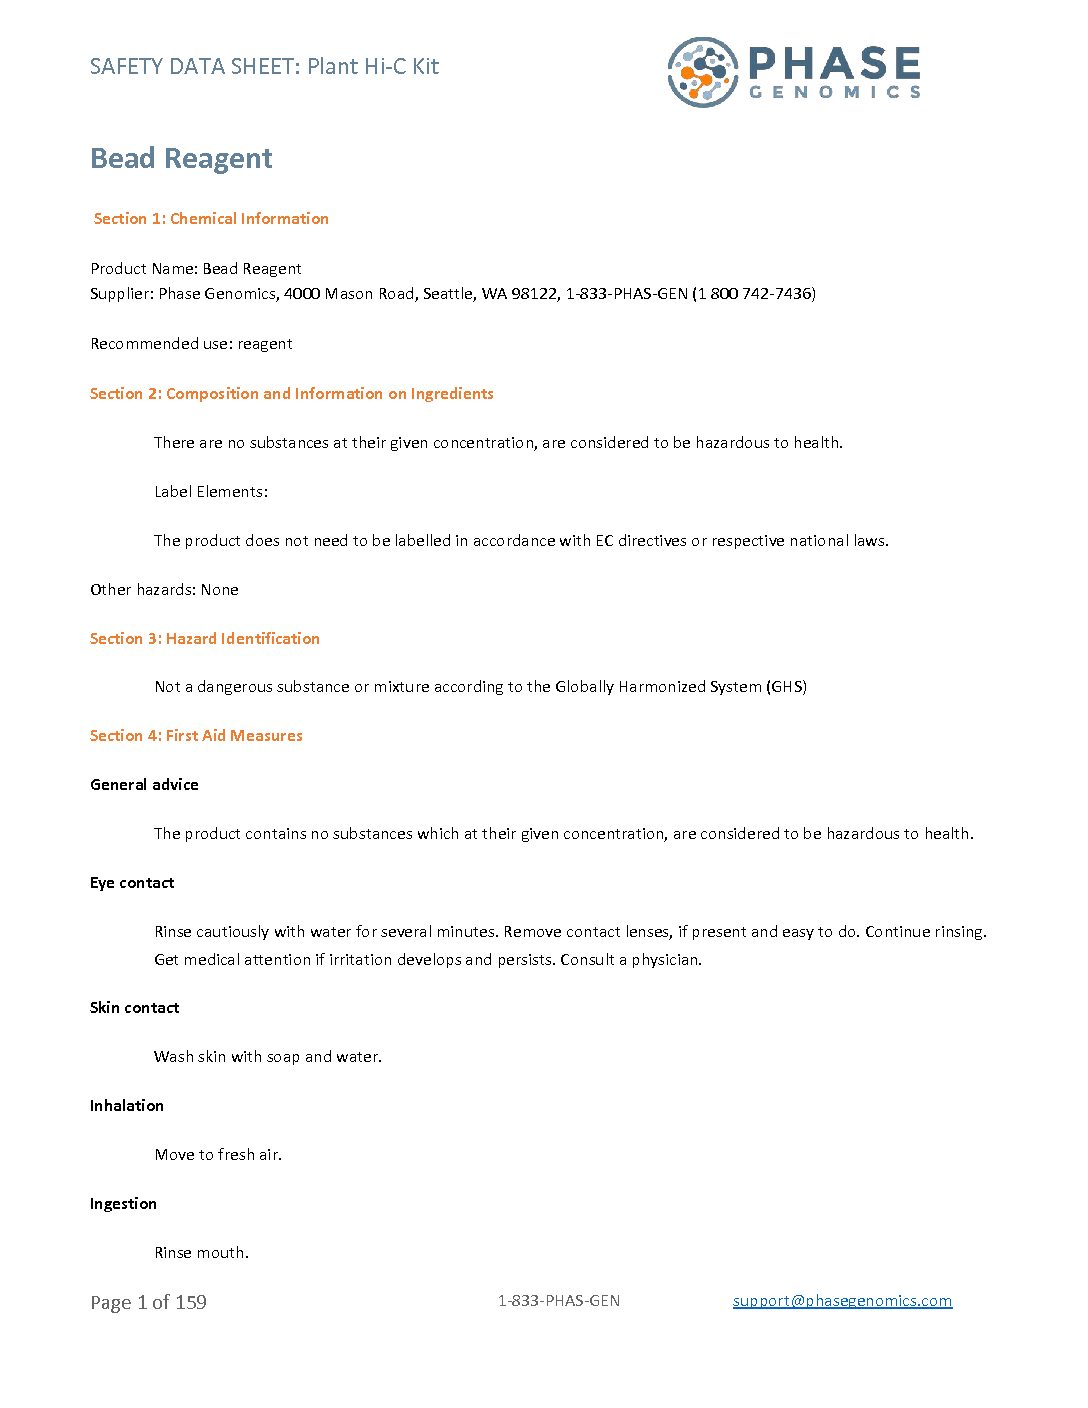 SAFETY DATA SHEET: Plant Hi-C Kit
PHASE
GENOMICS
Bead Reagent
Section 1: Chemical Information
Product Name: Bead Reagent
Supplier: Phase Genomics, 4000 Mason Road, Seattle, WA 98122, 1-833-PHAS-GEN (1 800 742-7436)
Recommended use: reagent
Section 2: Composition and Information on Ingredients
There are no substances at their given concentration, are considered to be hazardous to health.
Label Elements:
The product does not need to be labelled in accordance with EC directives or respective national laws.
Other hazards: None
Section 3: Hazard Identification
Not a dangerous substance or mixture according to the Globally Harmonized System (GHS)
Section 4: First Aid Measures
General advice
The product contains no substances which at their given concentration, are considered to be hazardous to health.
Eye contact
Rinse cautiously with water for several minutes. Remove contact lenses, if present and easy to do. Continue rinsing.
Get medical attention if irritation develops and persists. Consult a physician.
Skin contact
Wash skin with soap and water.
Inhalation
Move to fresh air.
Ingestion
Rinse mouth.
Page 1 of 159
1-833-PHAS-GEN
support@phasegenomics.com